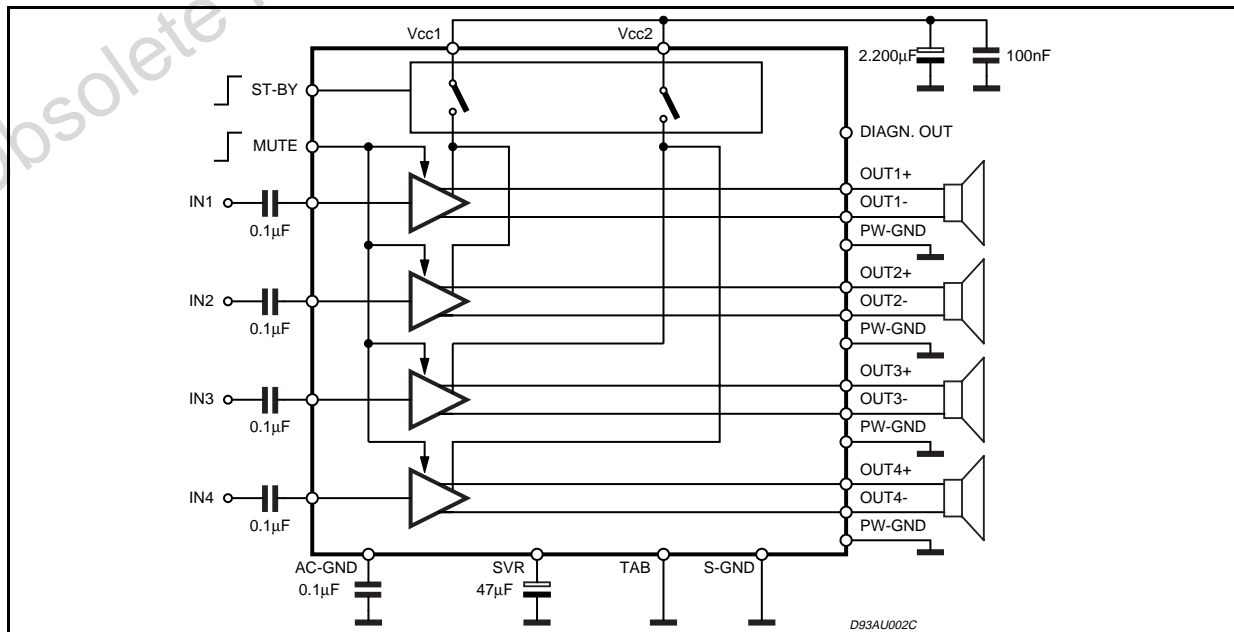 Obsolete
Vcc1
Vcc2
2.200µF
100nF
ST-BY
MUTE
DIAGN. OUT
IN1
0.1µF
OUT1+
OUT1-
PW-GND
IN2
0.1µF
OUT2+
OUT2-
PW-GND
IN3
0.1µF
OUT3+
OUT3-
PW-GND
IN4
0.1µF
OUT4+
OUT4-
PW-GND
AC-GND
0.1µF
SVR
47µF
TAB
S-GND
D93AU002C